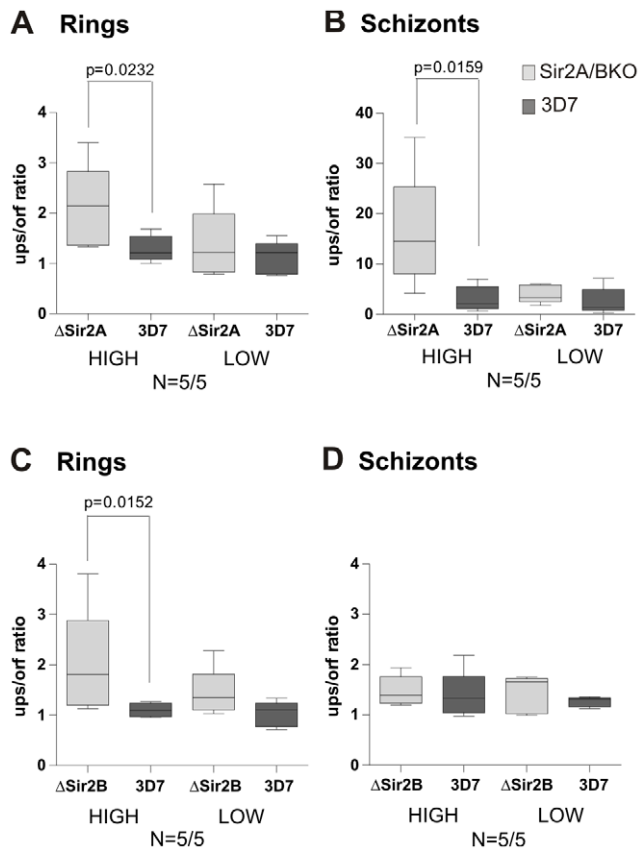 A Rings
p=0.0232
ups/orf ratio
4
3
2
1
0
ΔSir2A 3D7 ΔSir2A 3D7
HIGH LOW
N=5/5
B Schizonts
p=0.0159
Sir2A/BKO
3D7
ups/orf ratio
40
30
20
10
0
ΔSir2A 3D7 ΔSir2A 3D7
HIGH LOW
N=5/5
C Rings
p=0.0152
ups/orf ratio
4
3
2
1
0
ΔSir2B 3D7 ΔSir2B 3D7
HIGH LOW
N=5/5
D Schizonts
ups/orf ratio
4
3
2
1
0
ΔSir2B 3D7 ΔSir2B 3D7
HIGH LOW
N=5/5